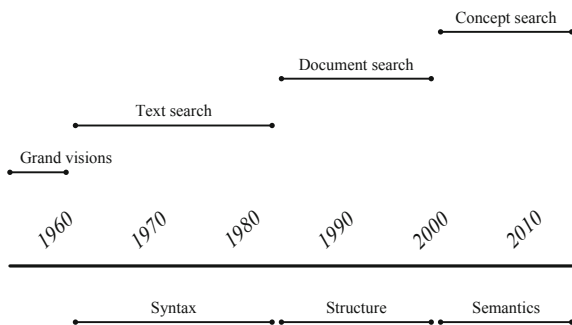 Concept search
Document search
Text search
Grand visions
1960 1970 1980 1990 2000 2010
Syntax Structure Semantics